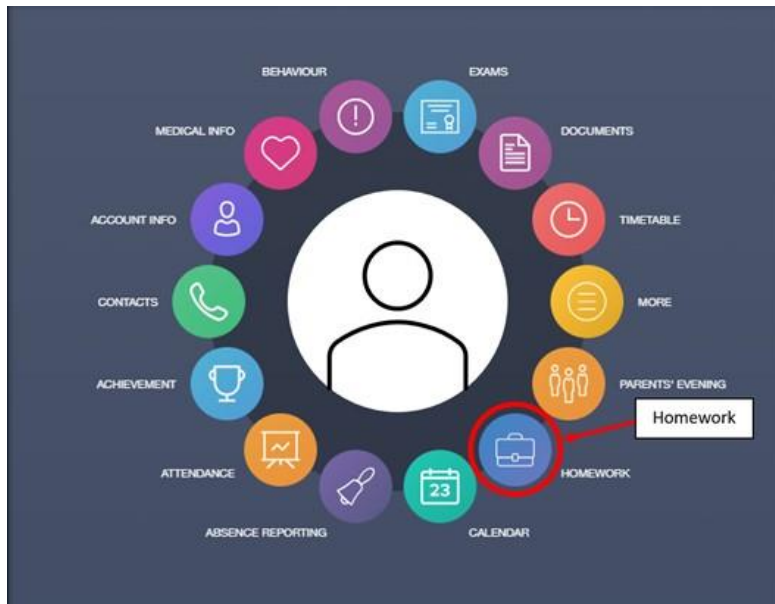 BEHAVIOUR
EXAMS
MEDICAL INFO
DOCUMENTS
ACCOUNT INFO
TIMETABLE
CONTACTS
MORE
ACHIEVEMENT
PARENTS' EVENING
Homework
ATTENDANCE
HOMEWORK
23
ABSENCE REPORTING
CALENDAR